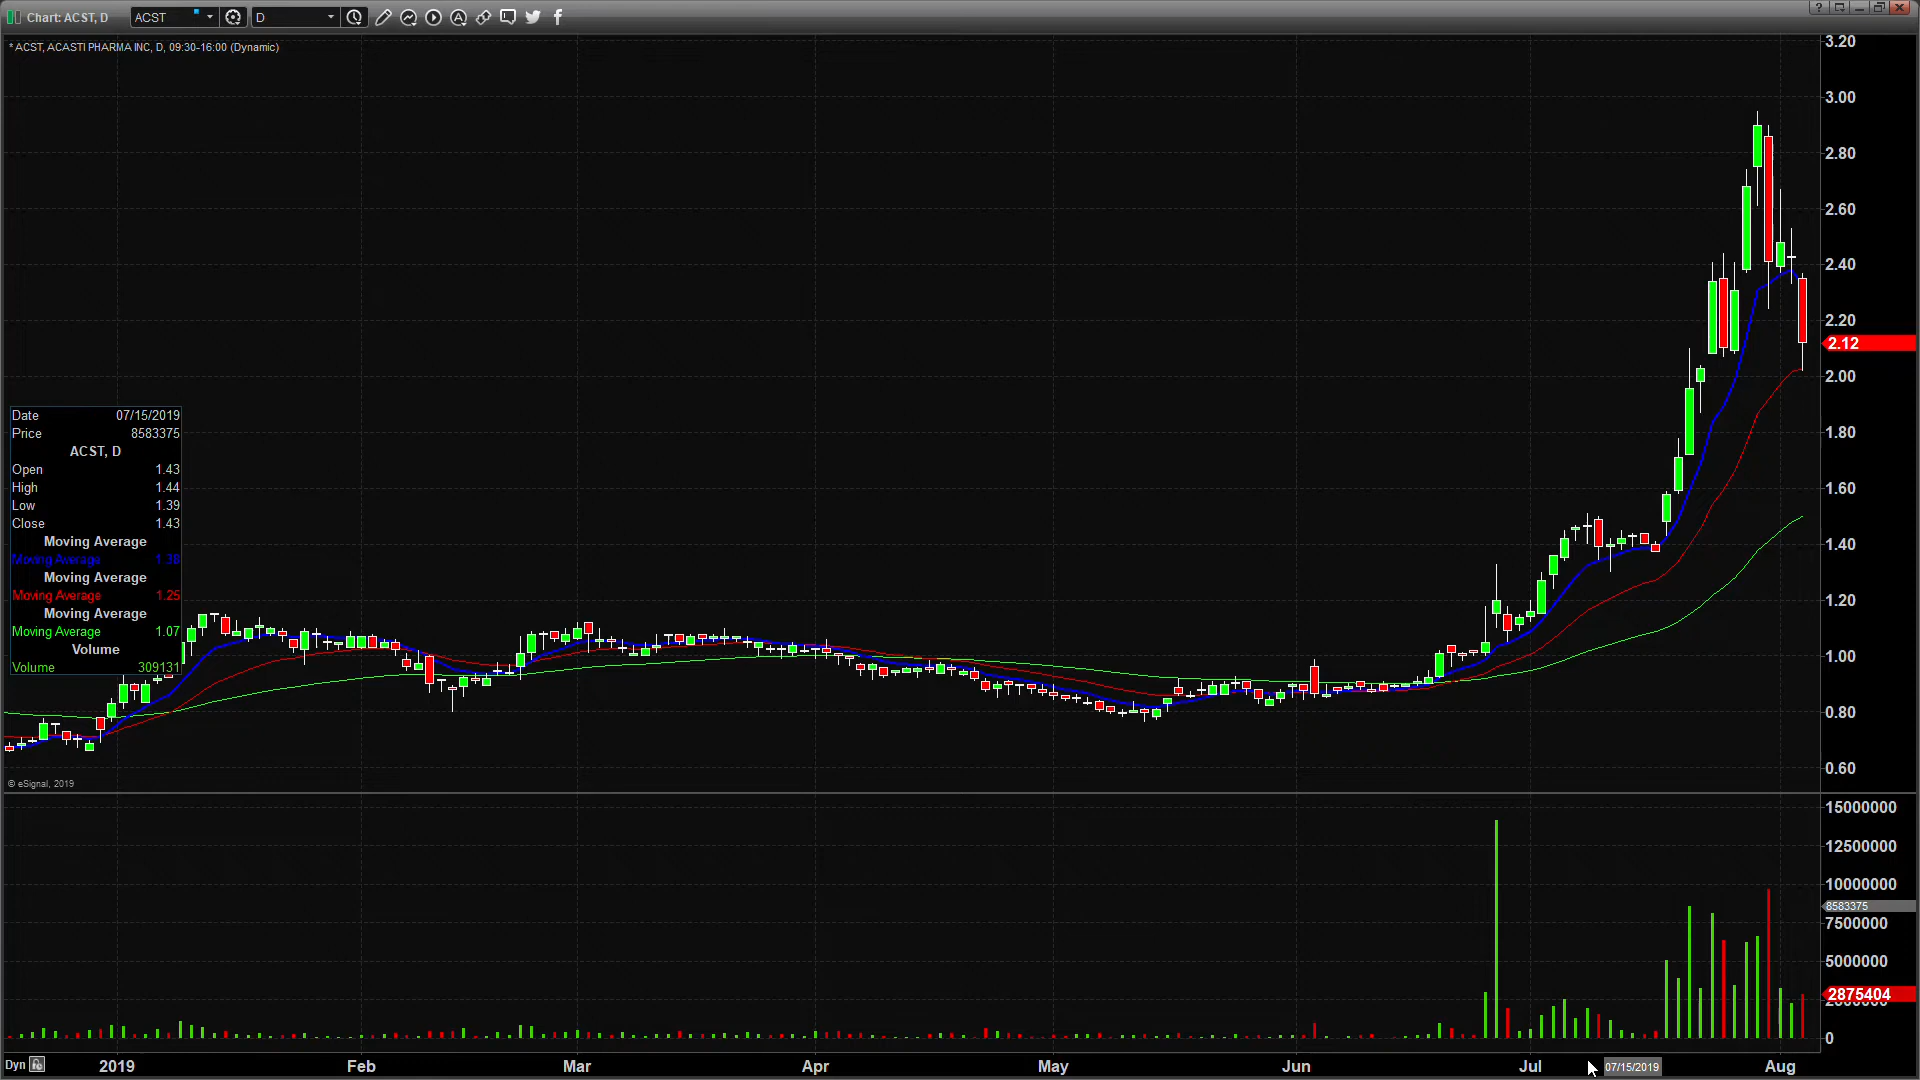 Chart: ACST, D
ACST
D
* ACST, ACASTI PHARMA INC, D, 09:30-16:00 (Dynamic)
3.20
3.00
2.80
2.60
2.40
2.20
2.12
2.00
1.80
1.60
1.40
1.20
1.00
0.80
0.60
Date 07/15/2019
Price 8583375
ACST, D
Open 1.43
High 1.44
Low 1.39
Close 1.43
Moving Average
Moving Average 1.38
Moving Average
Moving Average 1.25
Moving Average
Moving Average 1.07
Volume
Volume 309131
© eSignal, 2019
15000000
12500000
10000000
8583375
7500000
5000000
2875404
0
Dyn
2019 Feb Mar Apr May Jun Jul 07/15/2019 Aug